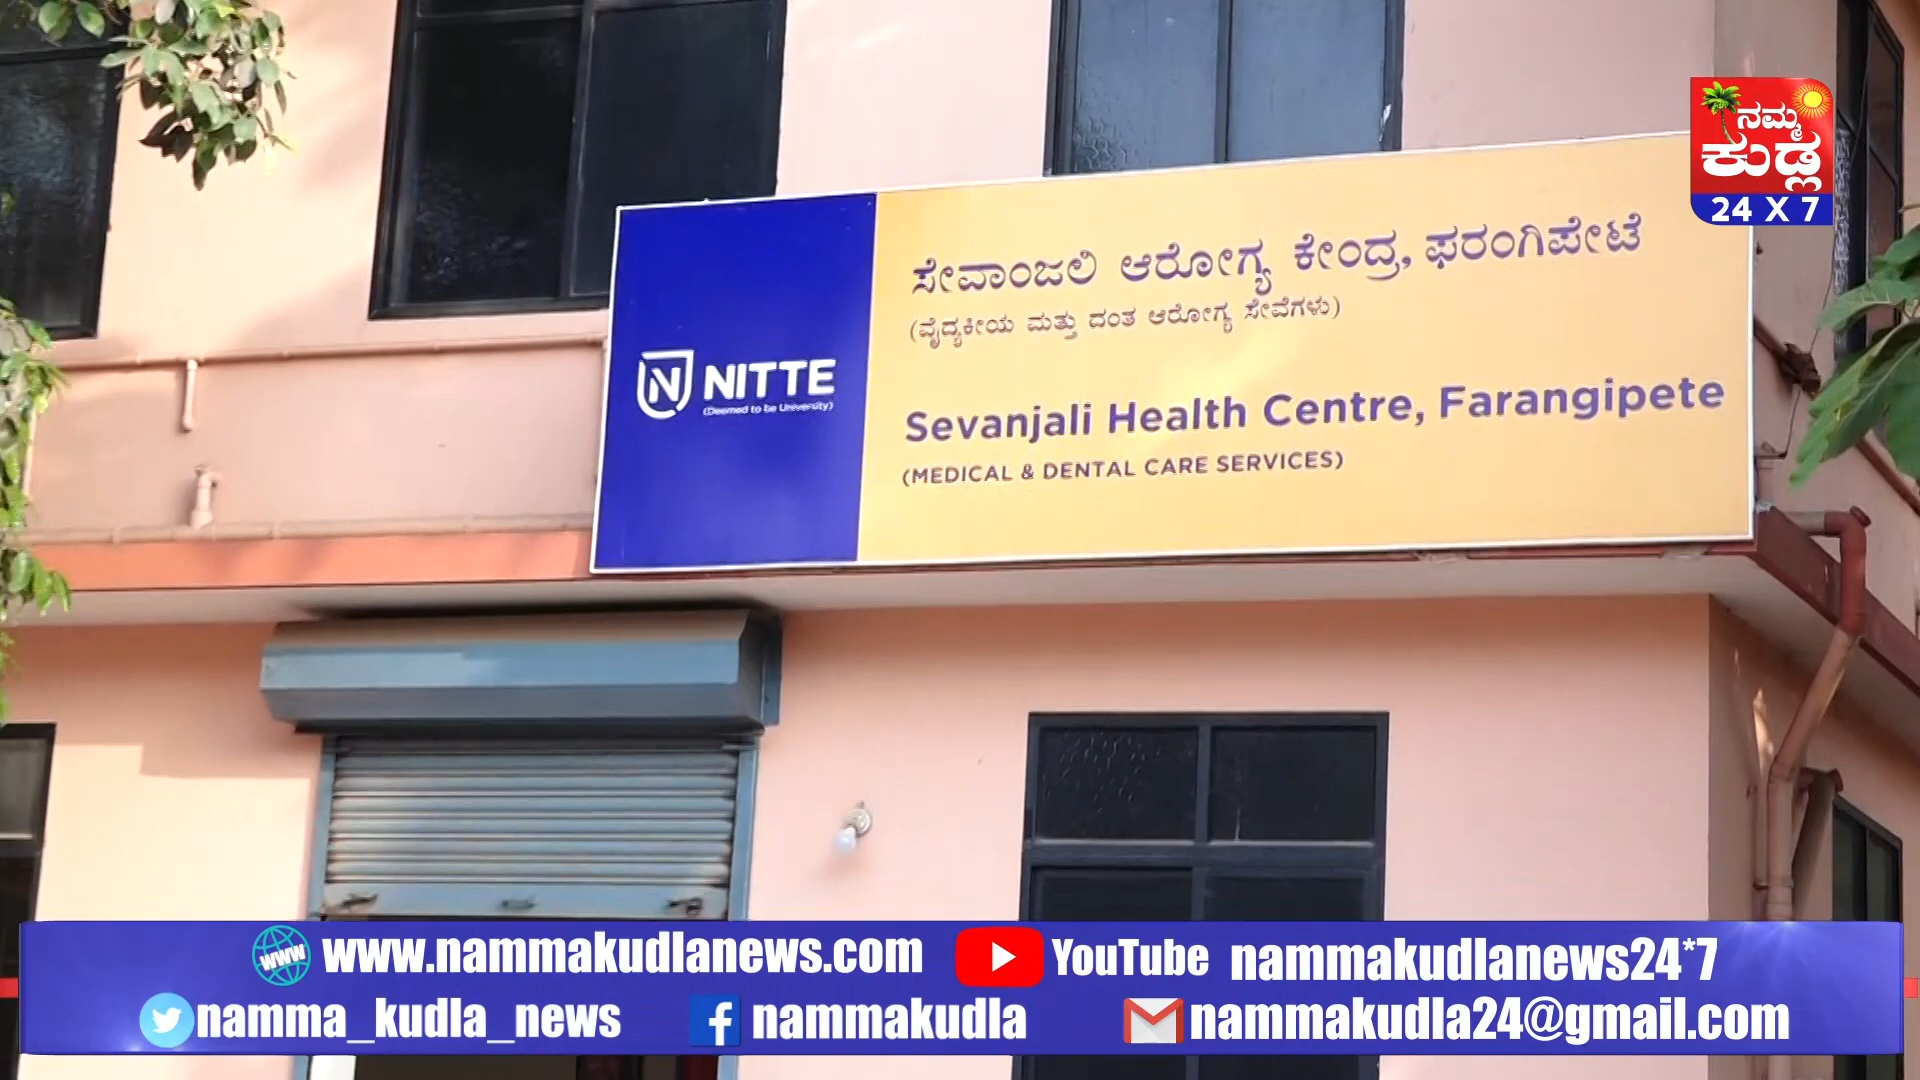 ನಮ್ಮ
ಕುಡ್ಲ
24 X 7
ಸೇವಾಂಜಲಿ ಆರೋಗ್ಯ ಕೇಂದ್ರ, ಫರಂಗಿಪೇಟೆ
(ವೈದ್ಯಕೀಯ ಮತ್ತು ದಂತ ಆರೋಗ್ಯ ಸೇವೆಗಳು)
NITTE
(Deemed to be University)
Sevanjali Health Centre, Farangipete
(MEDICAL & DENTAL CARE SERVICES)
www www.nammakudlanews.com YouTube nammakudlanews24*7
namma_kudla_news nammakudla nammakudla24@gmail.com